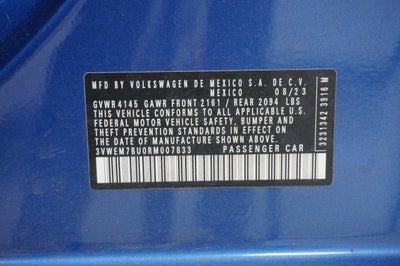 MFD BY VOLKSWAGEN DE MEXICO S.A. DE C.V.
MEXICO 08/23
GVWR 4145 GAWR FRONT 2161 / REAR 2094 LBS
THIS VEHICLE CONFORMS TO ALL APPLICABLE U.S.
FEDERAL MOTOR VEHICLE SAFETY, BUMPER AND
THEFT PREVENTION STANDARDS IN EFFECT ON
THE DATE OF MANUFACTURE SHOWN ABOVE.
3VWEM7BU0RM007833 PASSENGER CAR
3231342 3916 M